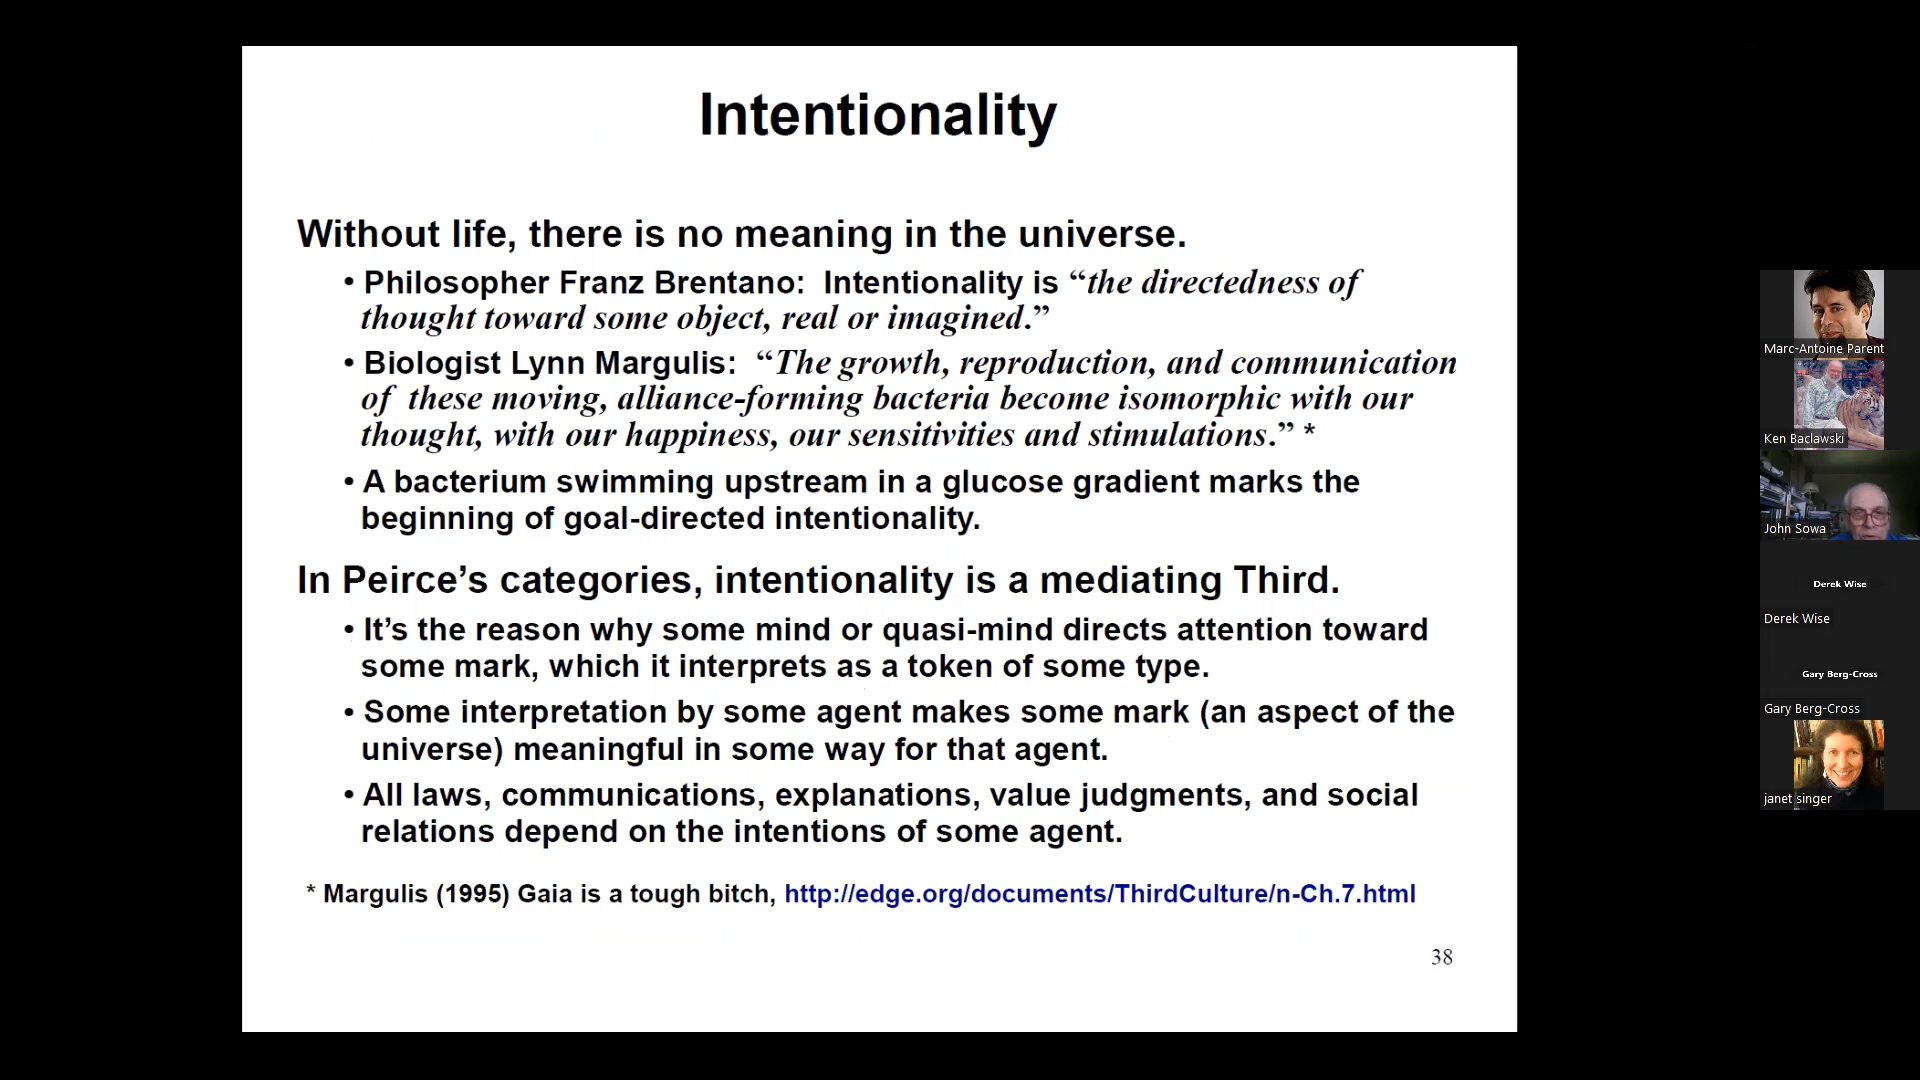 Intentionality
Without life, there is no meaning in the universe.
• Philosopher Franz Brentano:  Intentionality is “the directedness of
thought toward some object, real or imagined.”
• Biologist Lynn Margulis:  “The growth, reproduction, and communication
of these moving, alliance-forming bacteria become isomorphic with our
thought, with our happiness, our sensitivities and stimulations.” *
• A bacterium swimming upstream in a glucose gradient marks the
beginning of goal-directed intentionality.
In Peirce’s categories, intentionality is a mediating Third.
• It’s the reason why some mind or quasi-mind directs attention toward
some mark, which it interprets as a token of some type.
• Some interpretation by some agent makes some mark (an aspect of the
universe) meaningful in some way for that agent.
• All laws, communications, explanations, value judgments, and social
relations depend on the intentions of some agent.
* Margulis (1995) Gaia is a tough bitch, http://edge.org/documents/ThirdCulture/n-Ch.7.html
38
Marc-Antoine Parent
Ken Baclawski
John Sowa
Derek Wise
Derek Wise
Gary Berg-Cross
Gary Berg-Cross
janet singer